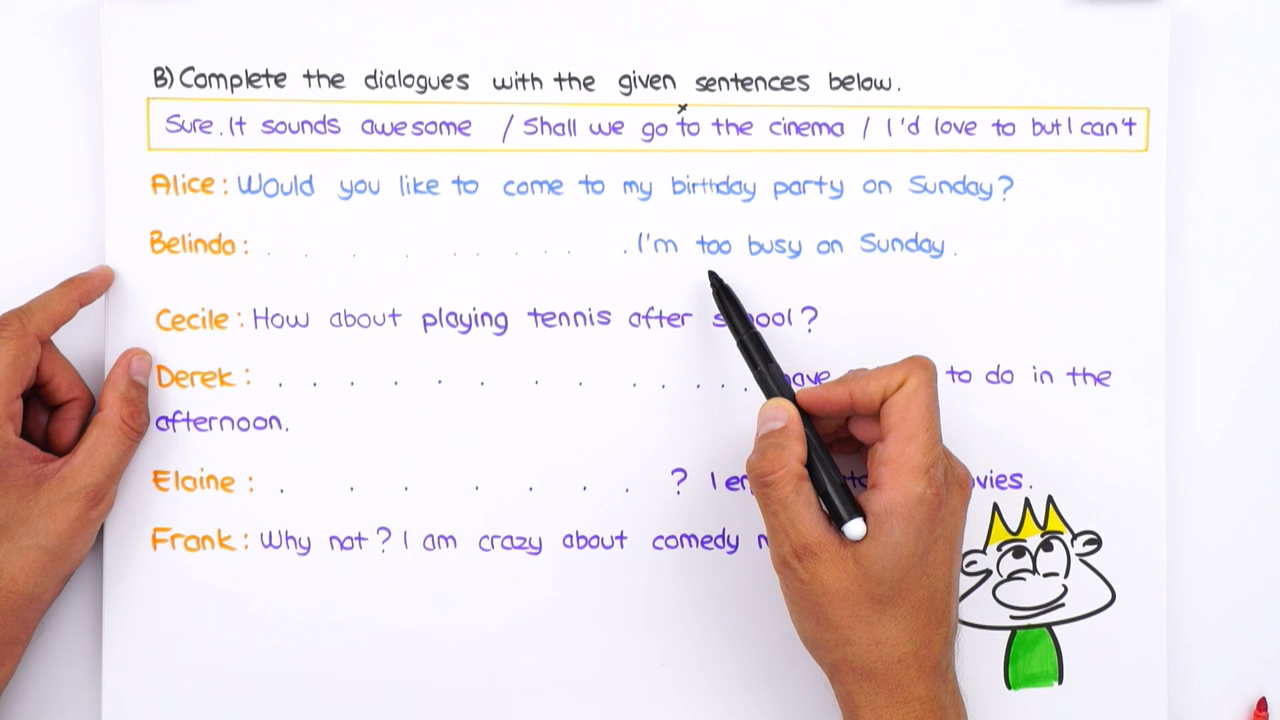 B) Complete the dialogues with the given sentences below.
Sure. It sounds awesome / Shall we go to the cinema / I'd love to but I can't
Alice: Would you like to come to my birthday party on Sunday?
Belinda: . . . . . . . . . . I'm too busy on Sunday.
Cecile: How about playing tennis after school?
Derek: . . . . . . . . . . . to do in the
afternoon.
Elaine: . . . . . . ? I
Frank: Why not? I am crazy about comedy